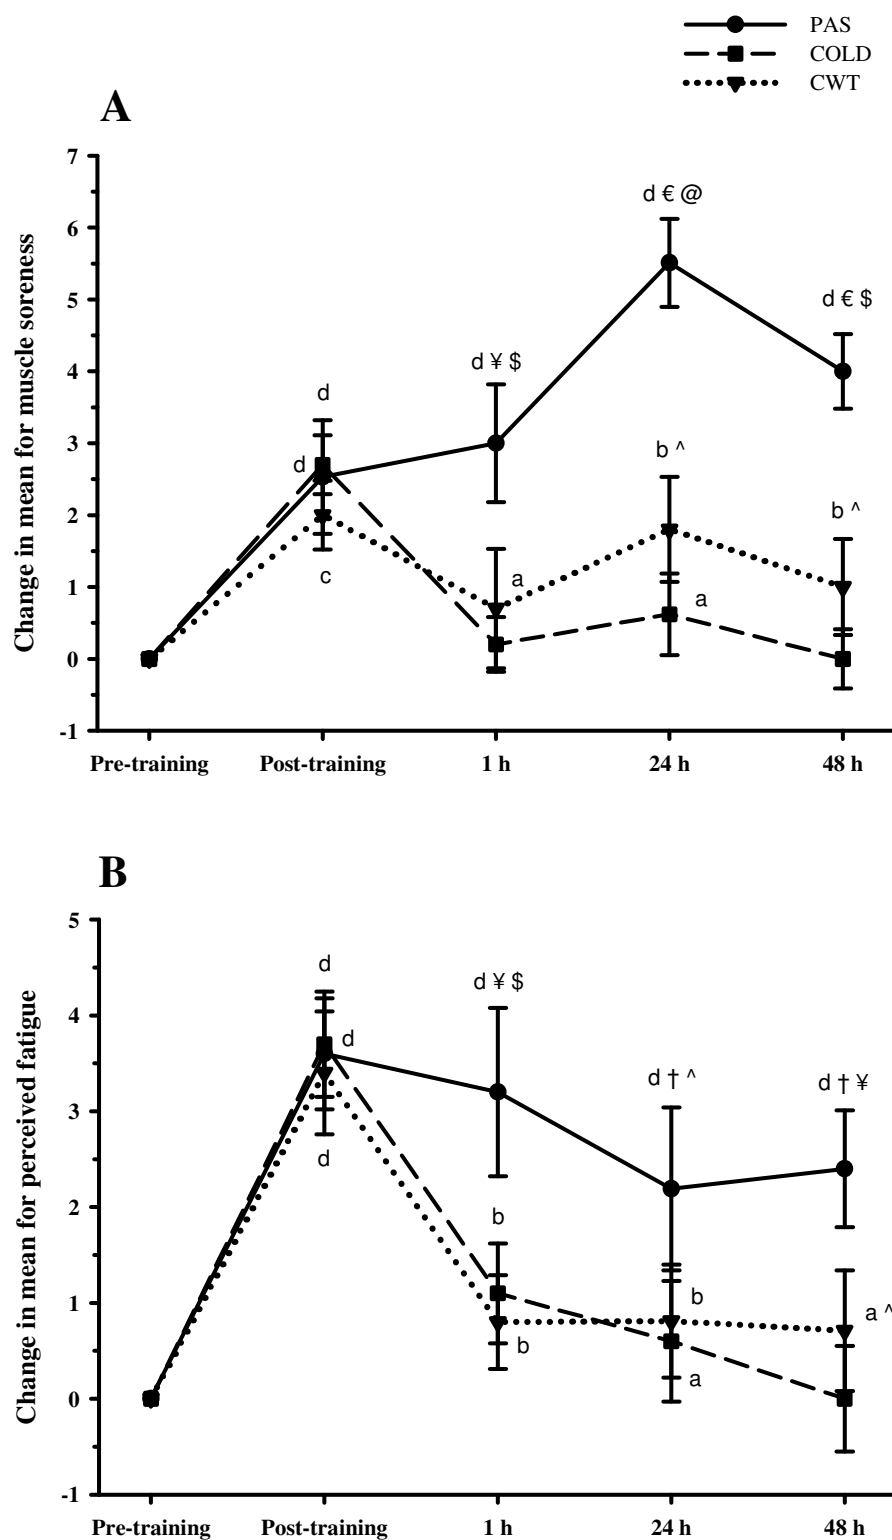 PAS
COLD
CWT
A
Change in mean for muscle soreness
7
6
5
4
3
2
1
0
-1
d
d
c
d ¥ $
a
d € @
b ^
a
d € $
b ^
Pre-training Post-training 1 h 24 h 48 h
B
Change in mean for perceived fatigue
5
4
3
2
1
0
-1
d
d
d
d ¥ $
b
b
d † ^
b
a
d † ¥
a ^
Pre-training Post-training 1 h 24 h 48 h